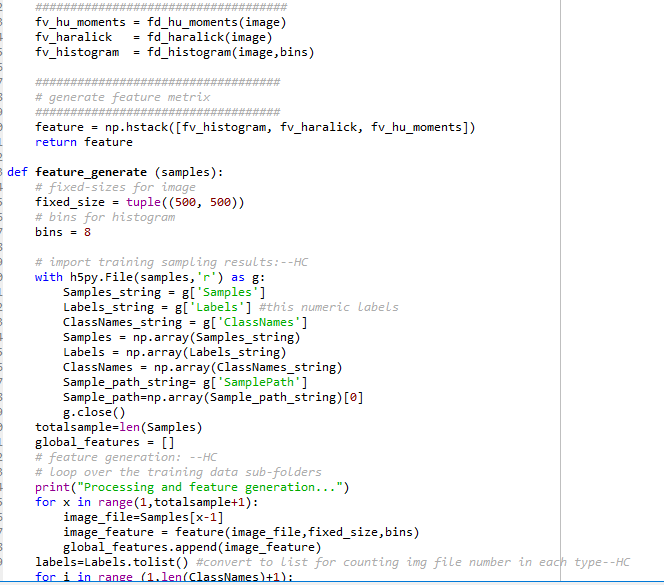 ###################################
fv_hu_moments = fd_hu_moments(image)
fv_haralick   = fd_haralick(image)
fv_histogram  = fd_histogram(image,bins)
###################################
# generate feature metrix
###################################
feature = np.hstack([fv_histogram, fv_haralick, fv_hu_moments])
return feature
def feature_generate (samples):
# fixed-sizes for image
fixed_size = tuple((500, 500))
# bins for histogram
bins = 8
# import training sampling results:--HC
with h5py.File(samples,'r') as g:
Samples_string = g['Samples']
Labels_string = g['Labels'] #this numeric labels
ClassNames_string = g['ClassNames']
Samples = np.array(Samples_string)
Labels = np.array(Labels_string)
ClassNames = np.array(ClassNames_string)
Sample_path_string= g['SamplePath']
Sample_path=np.array(Sample_path_string)[0]
g.close()
totalsample=len(Samples)
global_features = []
# feature generation: --HC
# loop over the training data sub-folders
print("Processing and feature generation...")
for x in range(1,totalsample+1):
image_file=Samples[x-1]
image_feature = feature(image_file,fixed_size,bins)
global_features.append(image_feature)
labels=Labels.tolist() #convert to list for counting img file number in each type--HC
for i in range (1,len(ClassNames)+1):